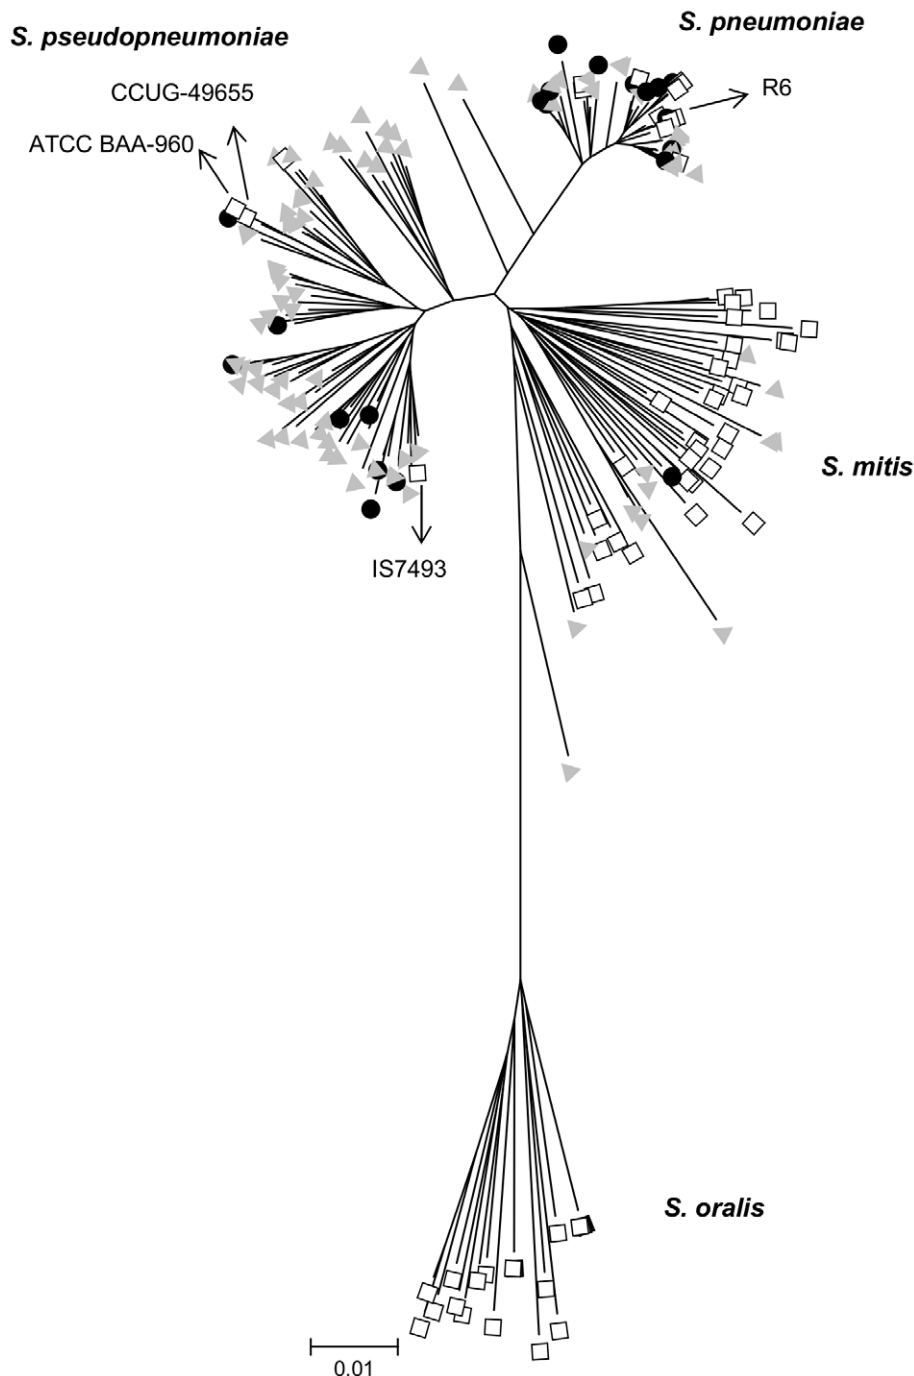 S. pseudopneumoniae
S. pneumoniae
CCUG-49655
R6
ATCC BAA-960
S. mitis
IS7493
S. oralis
0.01